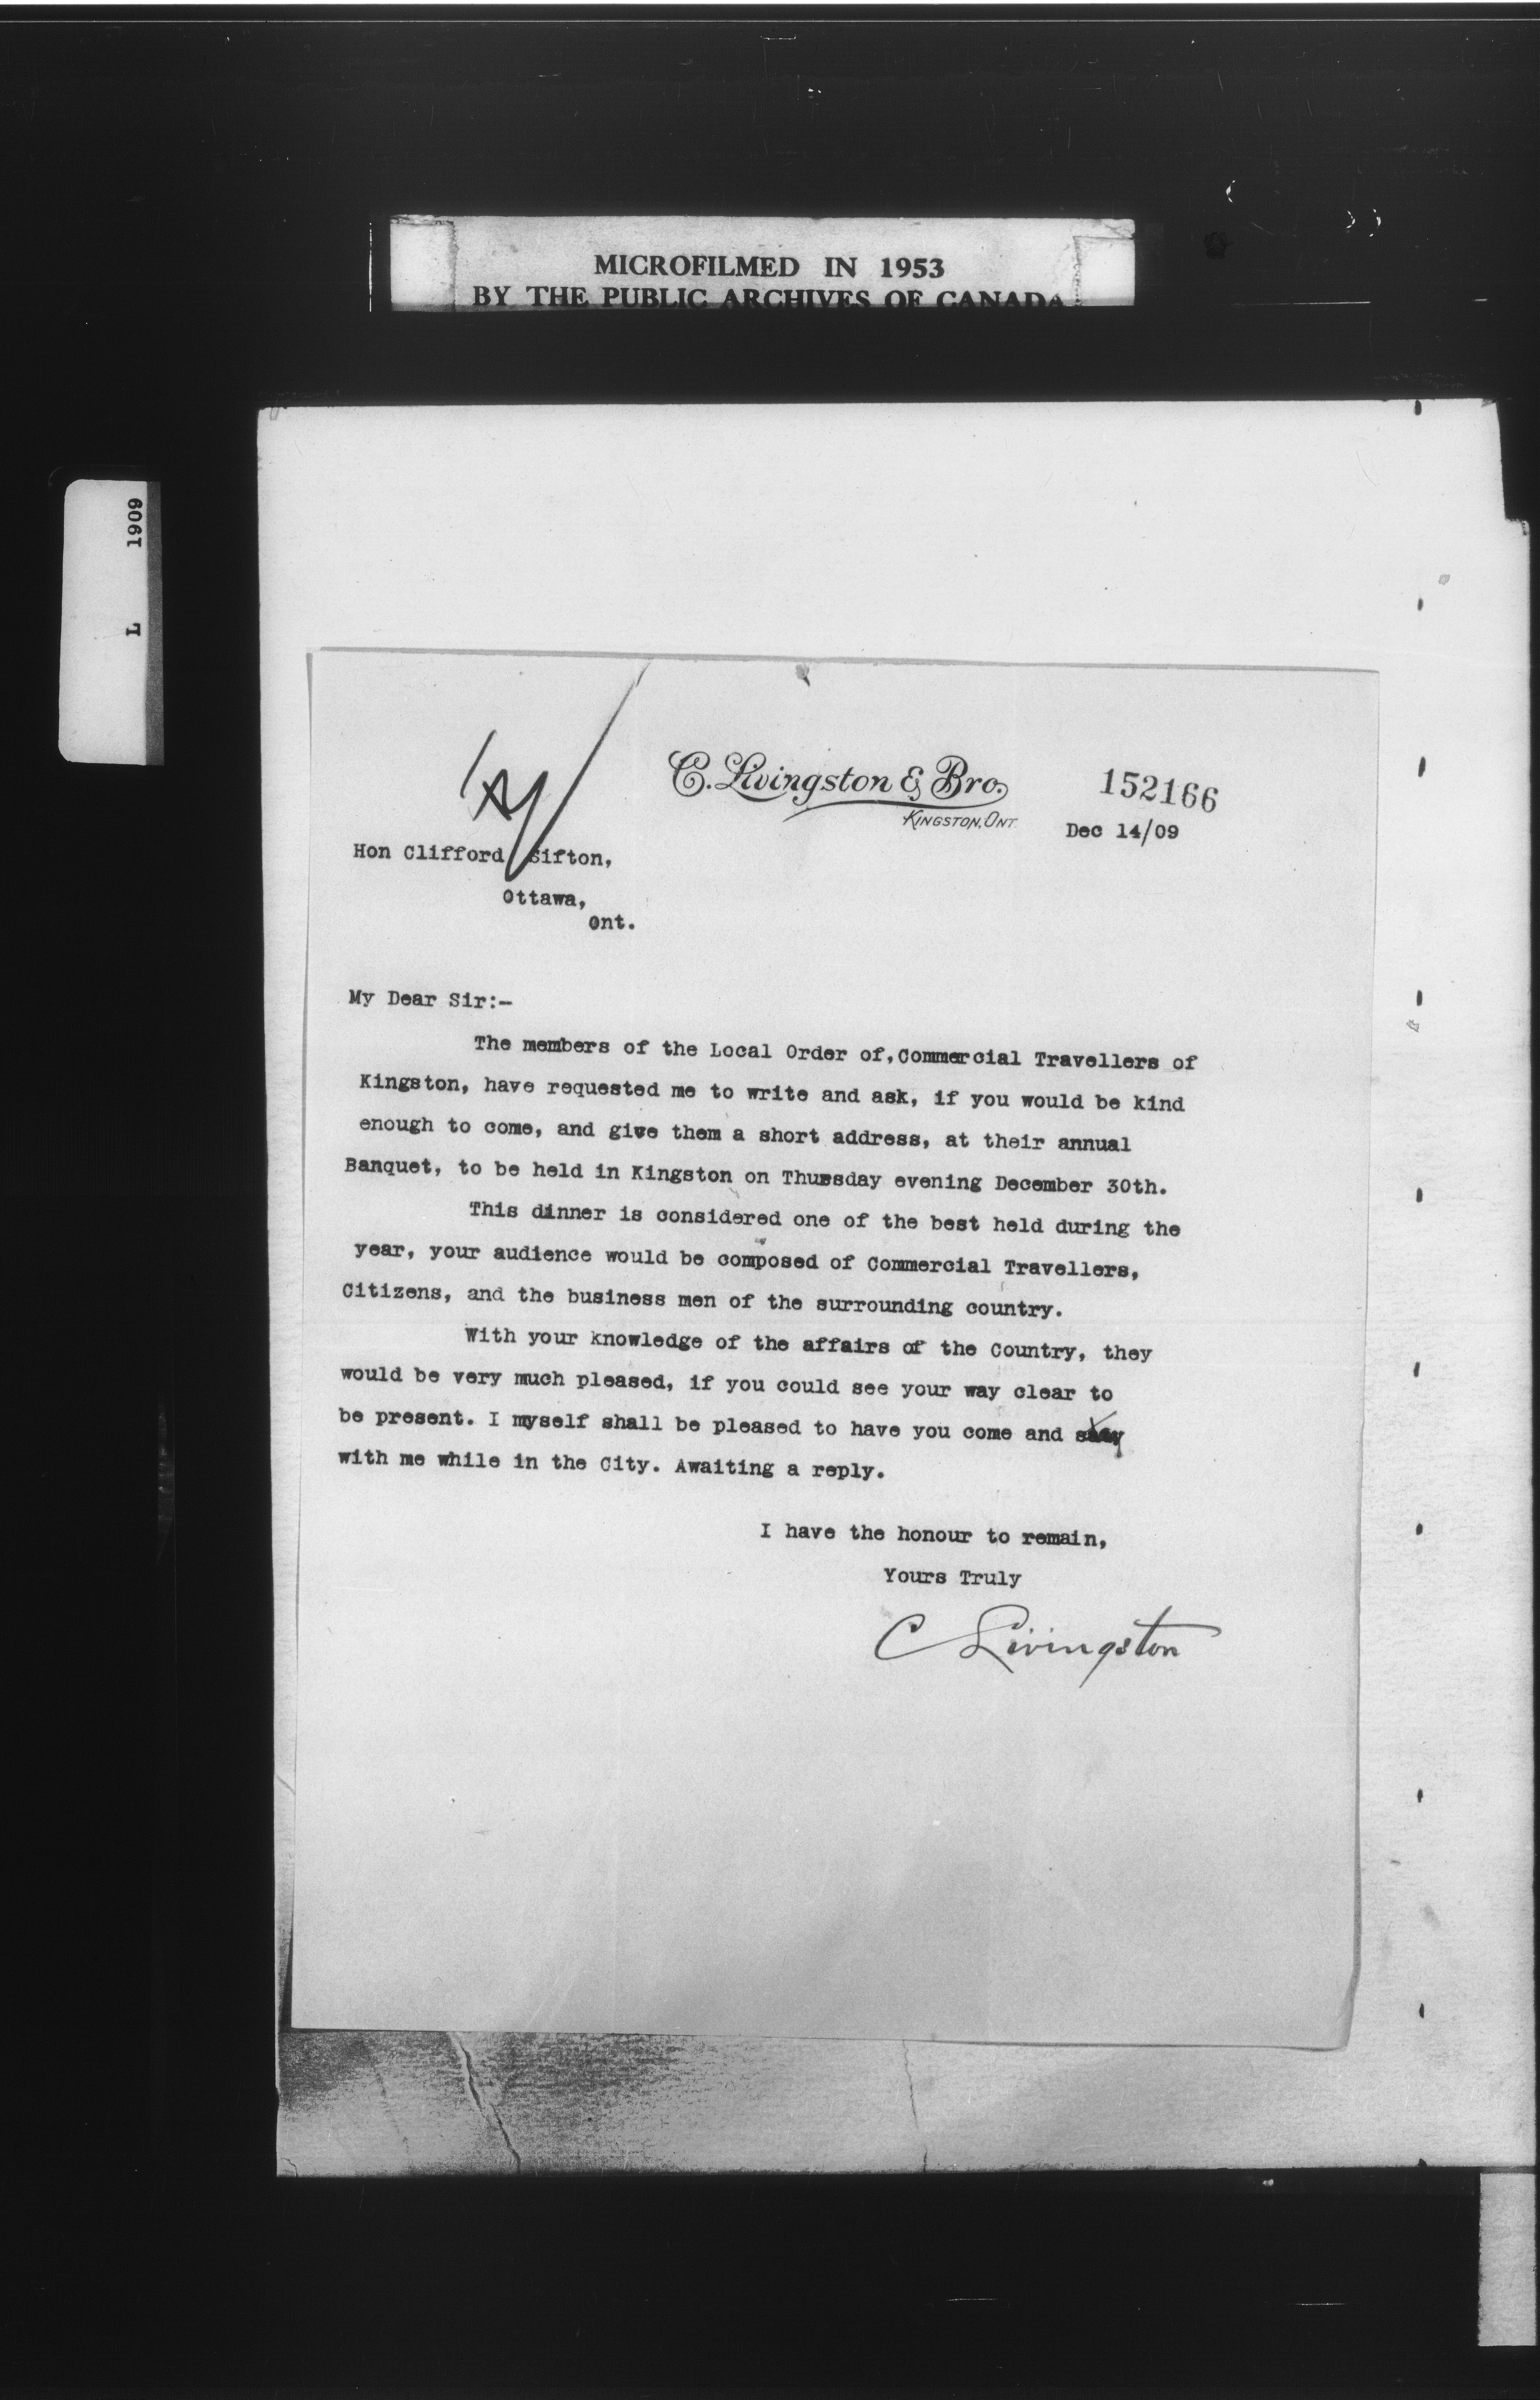 MICROFILMED IN 1953
BY THE PUBLIC ARCHIVES OF CANADA
L 1909
C. Livingston & Bro.
KINGSTON, ONT.
152166
Dec 14/09
Hon Clifford Sifton,
Ottawa,
Ont.
My Dear Sir:-
The members of the Local Order of, Commercial Travellers of
Kingston, have requested me to write and ask, if you would be kind
enough to come, and give them a short address, at their annual
Banquet, to be held in Kingston on Thursday evening December 30th.
This dinner is considered one of the best held during the
year, your audience would be composed of Commercial Travellers,
Citizens, and the business men of the surrounding country.
With your knowledge of the affairs of the Country, they
would be very much pleased, if you could see your way clear to
be present. I myself shall be pleased to have you come and stay
with me while in the City. Awaiting a reply.
I have the honour to remain,
Yours Truly
C Livingston